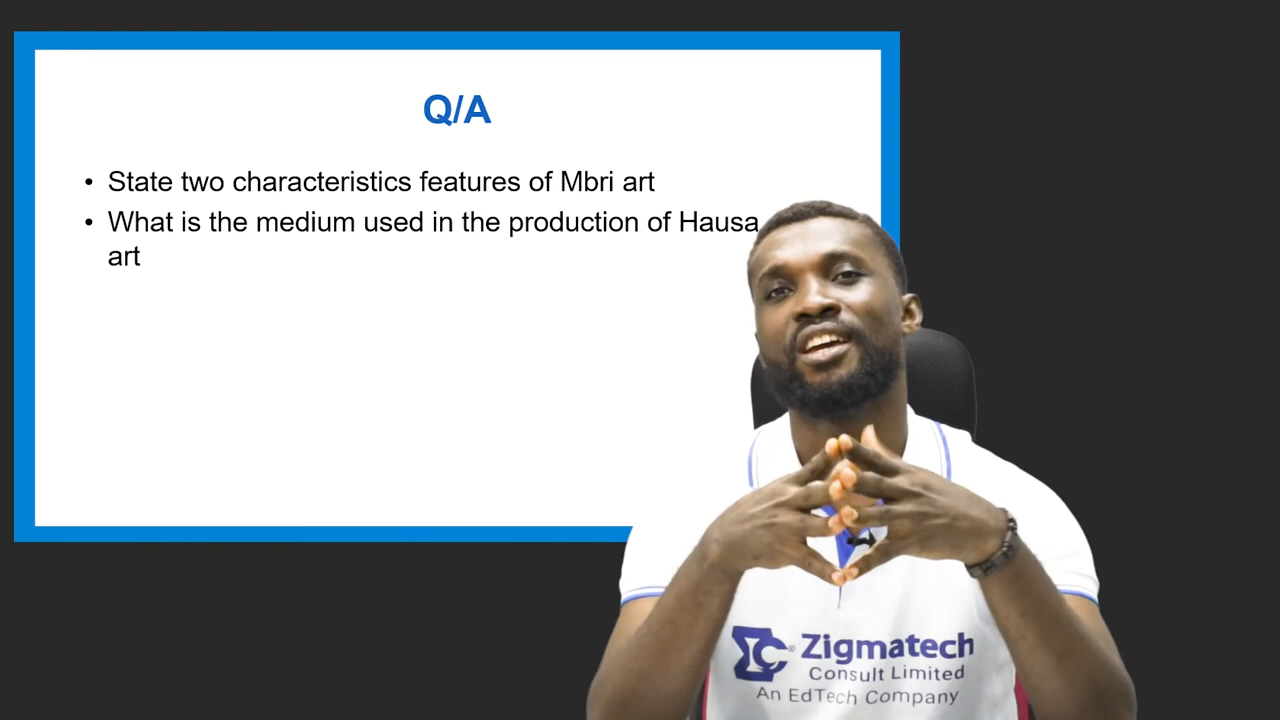 Q/A
• State two characteristics features of Mbri art
• What is the medium used in the production of Hausa
art
Zigmatech
Consult Limited
An EdTech Company